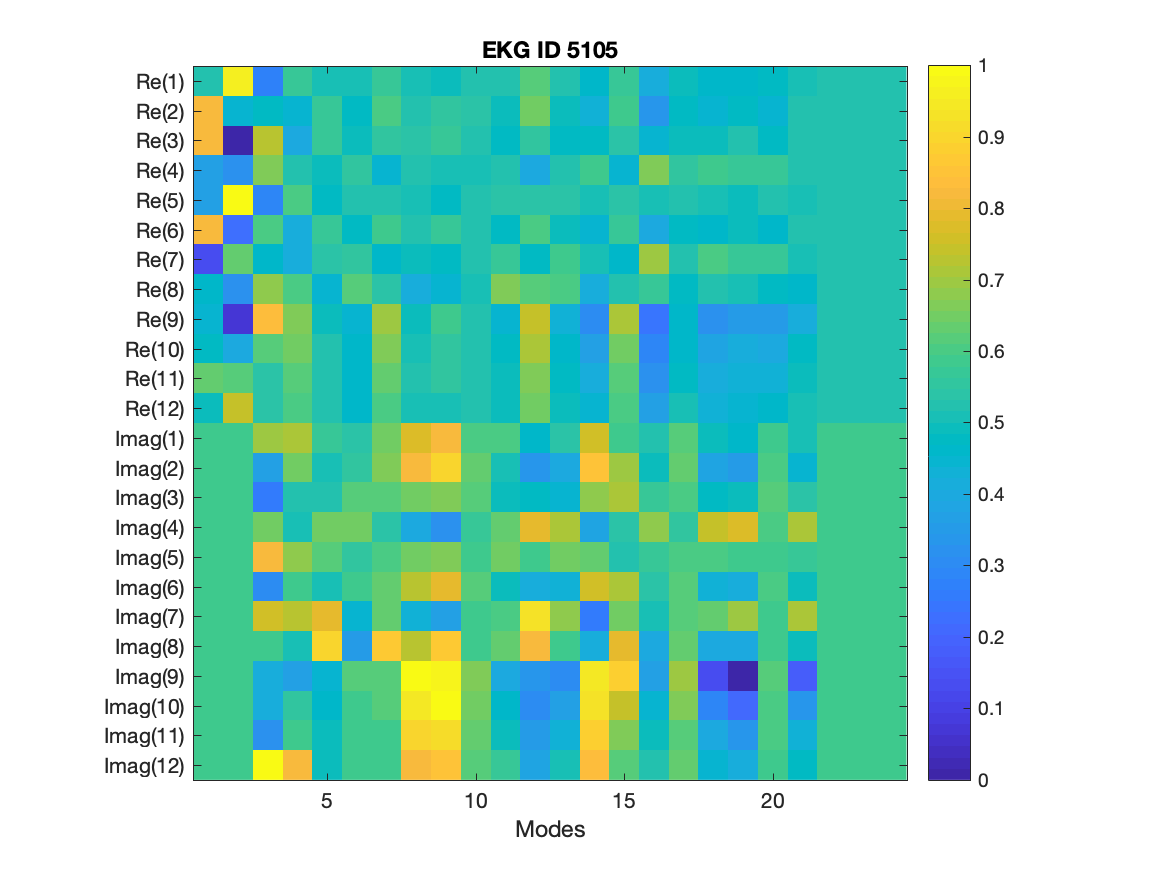 EKG ID 5105
Re(1)
Re(2)
Re(3)
Re(4)
Re(5)
Re(6)
Re(7)
Re(8)
Re(9)
Re(10)
Re(11)
Re(12)
Imag(1)
Imag(2)
Imag(3)
Imag(4)
Imag(5)
Imag(6)
Imag(7)
Imag(8)
Imag(9)
Imag(10)
Imag(11)
Imag(12)
5 10 15 20
Modes
1
0.9
0.8
0.7
0.6
0.5
0.4
0.3
0.2
0.1
0